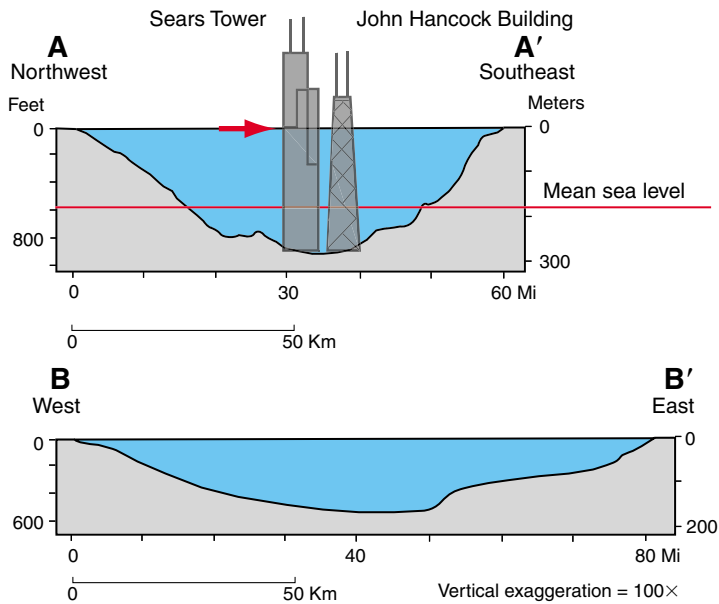 Sears Tower John Hancock Building
A A′
Northwest Southeast
Feet Meters
0 0
Mean sea level
800
300
0 30 60 Mi
0 50 Km
B B′
West East
0 0
600 200
0 40 80 Mi
0 50 Km Vertical exaggeration = 100×